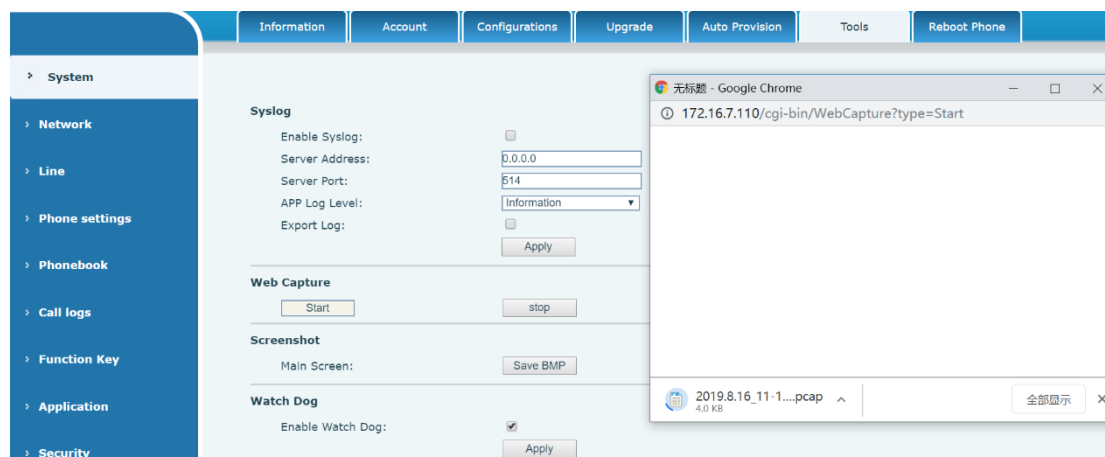 Information Account Configurations Upgrade Auto Provision Tools Reboot Phone
System
Network
Line
Phone settings
Phonebook
Call logs
Function Key
Application
Security
Syslog
Enable Syslog:
Server Address: 0.0.0.0
Server Port: 514
APP Log Level: Information
Export Log:
Apply
Web Capture
Start stop
Screenshot
Main Screen: Save BMP
Watch Dog
Enable Watch Dog:
Apply
无标题 - Google Chrome
172.16.7.110/cgi-bin/WebCapture?type=Start
2019.8.16_11-1....pcap
4.0 KB
全部显示